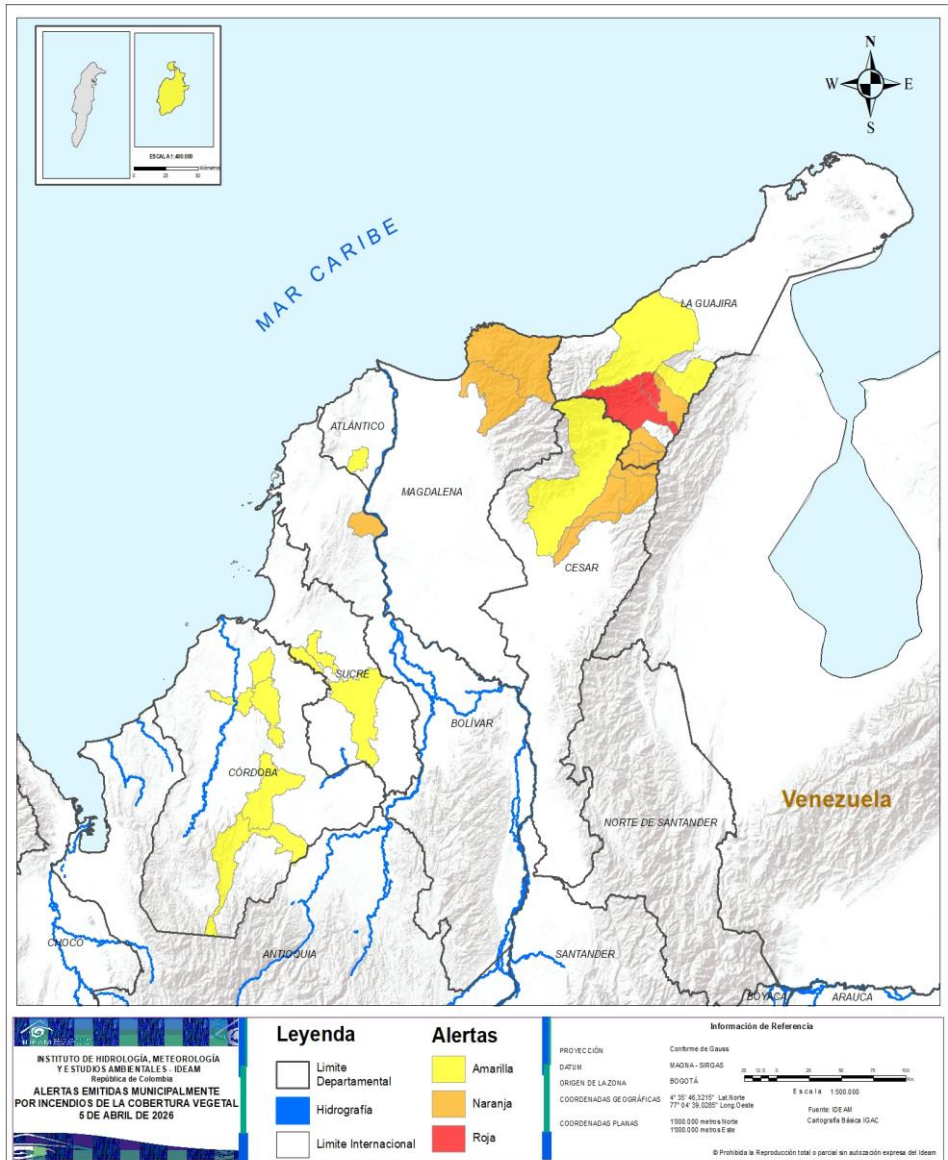 ESCALA 1:400.000
0 20 30
Kilómetros
N
W E
S
MAR CARIBE
LA GUAJIRA
ATLÁNTICO
MAGDALENA
CESAR
SUCRE
BOLÍVAR
CÓRDOBA
Venezuela
NORTE DE SANTANDER
CHOCO
ANTIOQUIA
SANTANDER
BOYACA
ARAUCA
IDEAM
INSTITUTO DE HIDROLOGÍA, METEOROLOGÍA
Y ESTUDIOS AMBIENTALES - IDEAM
República de Colombia
ALERTAS EMITIDAS MUNICIPALMENTE
POR INCENDIOS DE LA COBERTURA VEGETAL
5 DE ABRIL DE 2026
Leyenda
Limite
Departamental
Hidrografía
Limite Internacional
Alertas
Amarilla
Naranja
Roja
Información de Referencia
PROYECCIÓN Conforme de Gauss
DATUM MAGNA - SIRGAS
ORIGEN DE LA ZONA BOGOTÁ
COORDENADAS GEOGRÁFICAS 4° 35' 46,3215" Lat.Norte
77° 04' 39,0285" Long.Oeste
COORDENADAS PLANAS 1'000.000 metros Norte
1'000.000 metros Este
Escala 1:500.000
Fuente: IDEAM
Cartografía Básica IGAC
© Prohibida la Reproducción total o parcial sin autozación expresa del Ideam